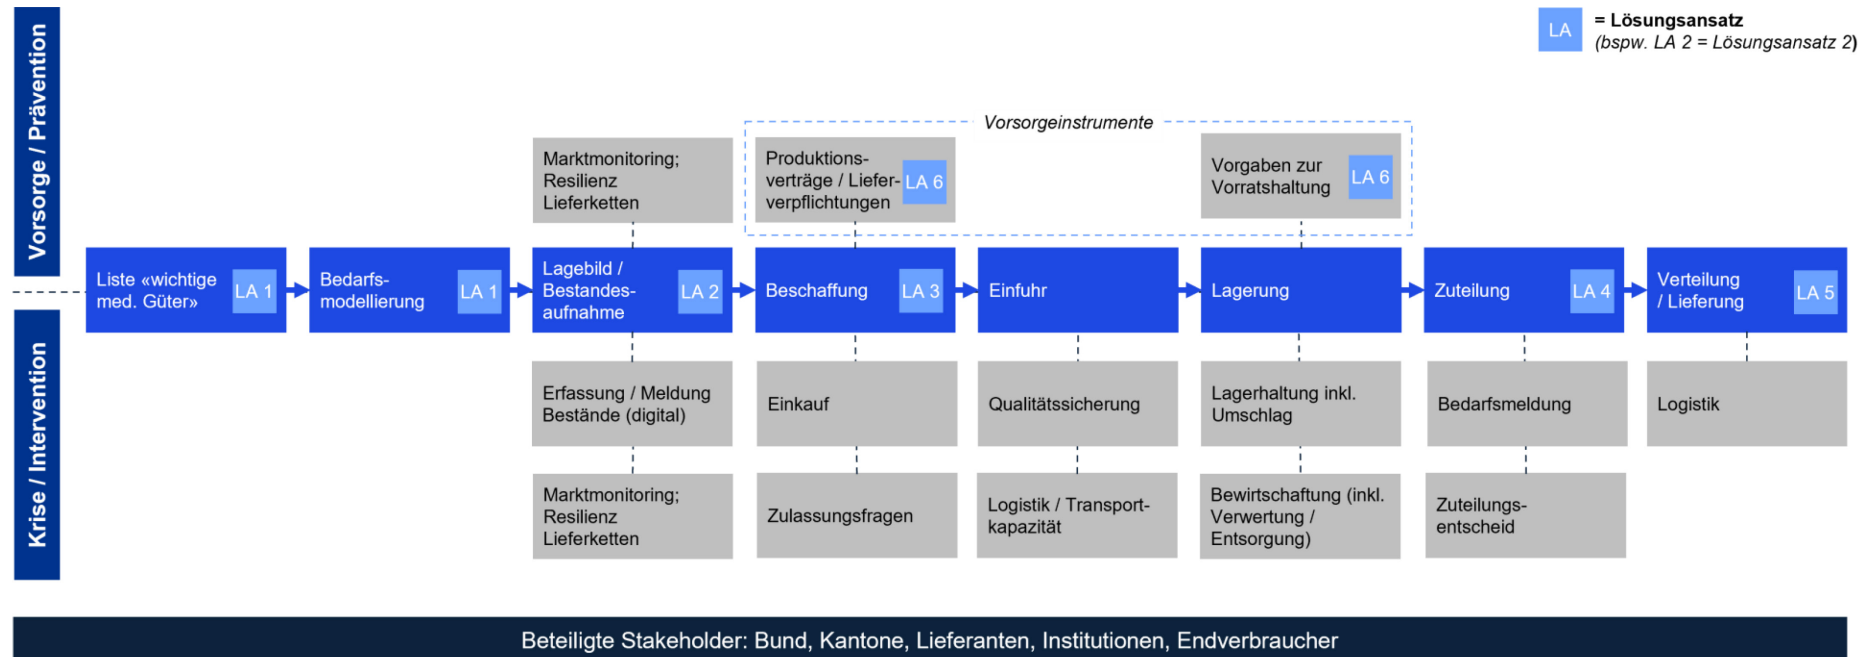 Vorsorge / Prävention
LA
= Lösungsansatz
(bspw. LA 2 = Lösungsansatz 2)
Vorsorgeinstrumente
Marktmonitoring;
Resilienz
Lieferketten
Produktions-
verträge / Liefer-
verpflichtungen
LA 6
Vorgaben zur
Vorratshaltung
LA 6
Liste «wichtige
med. Güter»
LA 1
Bedarfs-
modellierung
LA 1
Lagebild /
Bestandes-
aufnahme
LA 2
Beschaffung
LA 3
Einfuhr
Lagerung
Zuteilung
LA 4
Verteilung
/ Lieferung
LA 5
Krise / Intervention
Erfassung / Meldung
Bestände (digital)
Einkauf
Qualitätssicherung
Lagerhaltung inkl.
Umschlag
Bedarfsmeldung
Logistik
Marktmonitoring;
Resilienz
Lieferketten
Zulassungsfragen
Logistik / Transport-
kapazität
Bewirtschaftung (inkl.
Verwertung /
Entsorgung)
Zuteilungs-
entscheid
Beteiligte Stakeholder: Bund, Kantone, Lieferanten, Institutionen, Endverbraucher